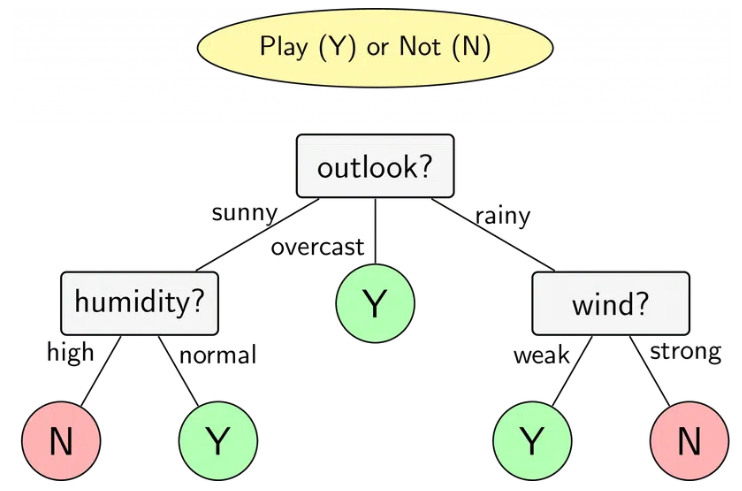 Play (Y) or Not (N)
outlook?
sunny
overcast
rainy
humidity?
Y
wind?
high
normal
weak
strong
N
Y
Y
N